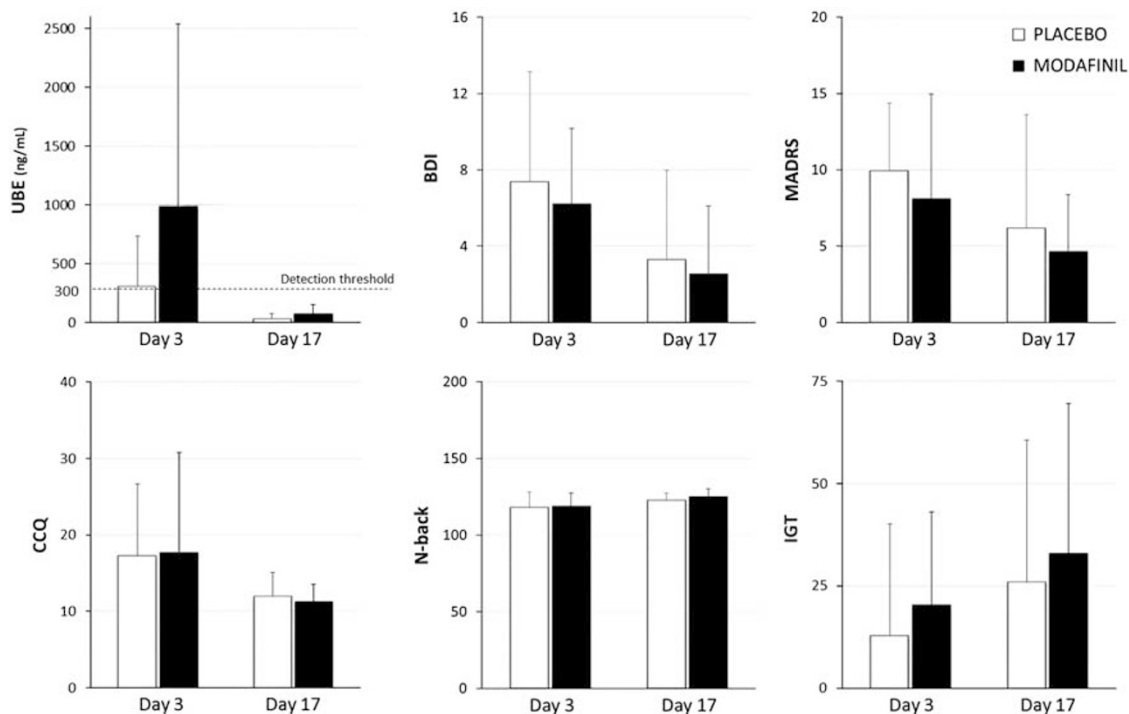 2500
2000
1500
1000
500
300
0
UBE (ng/mL)
Detection threshold
Day 3 Day 17
16
12
8
4
0
BDI
Day 3 Day 17
20
15
10
5
0
MADRS
PLACEBO
MODAFINIL
Day 3 Day 17
40
30
20
10
0
CCQ
Day 3 Day 17
200
150
100
50
0
N-back
Day 3 Day 17
75
50
25
0
IGT
Day 3 Day 17